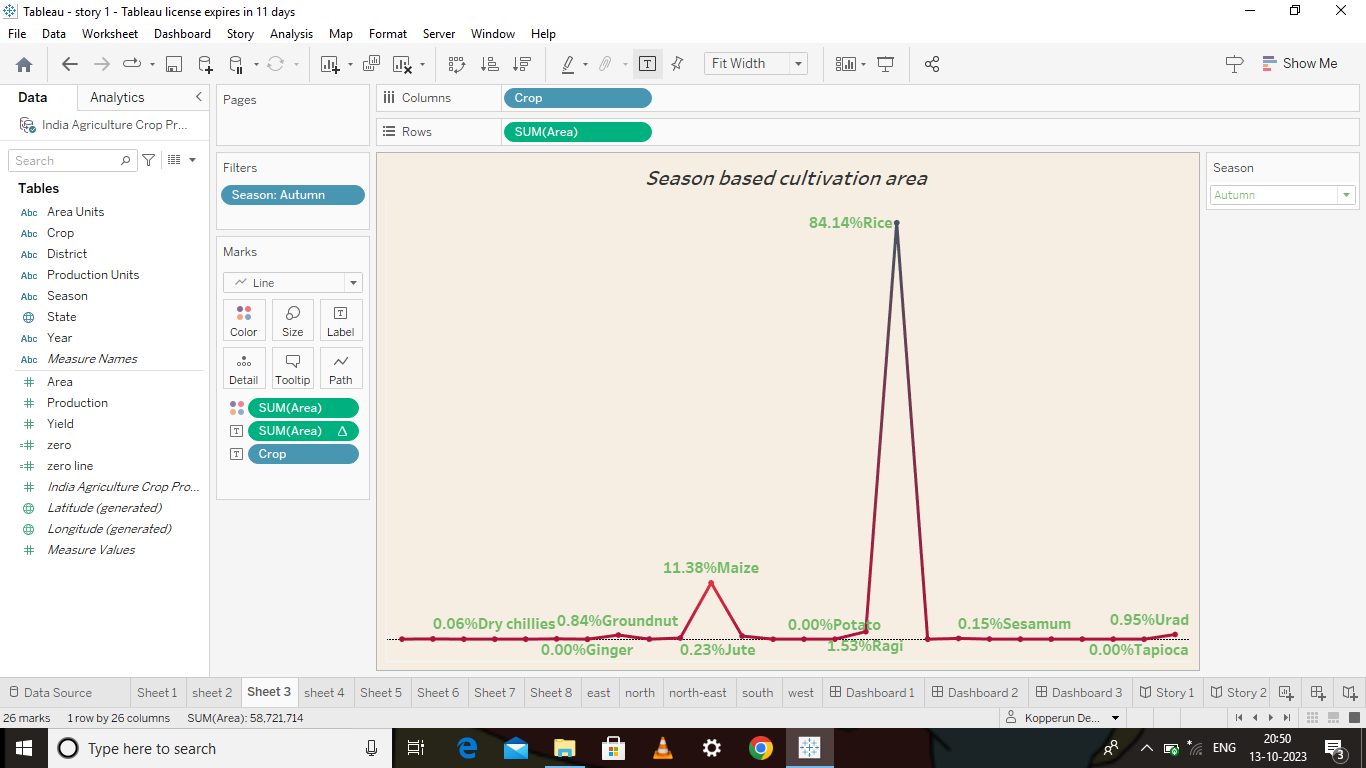 Tableau - story 1 - Tableau license expires in 11 days
File Data Worksheet Dashboard Story Analysis Map Format Server Window Help
Fit Width
Show Me
Data Analytics
India Agriculture Crop Pr...
Search
Tables
Abc Area Units
Abc Crop
Abc District
Abc Production Units
Abc Season
State
Abc Year
Abc Measure Names
# Area
# Production
# Yield
=# zero
=# zero line
# India Agriculture Crop Pro...
Latitude (generated)
Longitude (generated)
# Measure Values
Pages
Filters
Season: Autumn
Marks
Line
Color Size Label
Detail Tooltip Path
SUM(Area)
SUM(Area) Δ
Crop
Columns Crop
Rows SUM(Area)
Season based cultivation area
84.14%Rice
11.38%Maize
0.06%Dry chillies
0.84%Groundnut
0.00%Potato
0.15%Sesamum
0.95%Urad
0.00%Ginger
0.23%Jute
1.53%Ragi
0.00%Tapioca
Season
Autumn
Data Source Sheet 1 sheet 2 Sheet 3 sheet 4 Sheet 5 Sheet 6 Sheet 7 Sheet 8 east north north-east south west Dashboard 1 Dashboard 2 Dashboard 3 Story 1 Story 2
26 marks 1 row by 26 columns SUM(Area): 58,721,714
Kopperun De...
Type here to search
ENG
20:50
13-10-2023
3